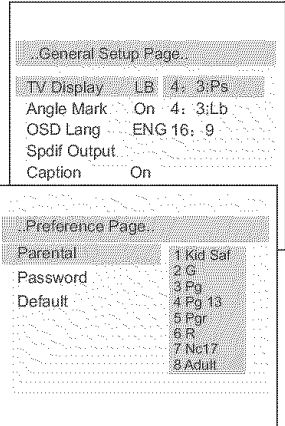 ..General Setup Page..
TV Display LB 4: 3:Ps
Angle Mark On 4: 3:Lb
OSD Lang ENG 16: 9
Spdif Output
Caption On
..Preference Page..
Parental 1 Kid Saf
2 G
Password 3 Pg
4 Pg 13
Default 5 Pgr
6 R
7 Nc17
8 Adult